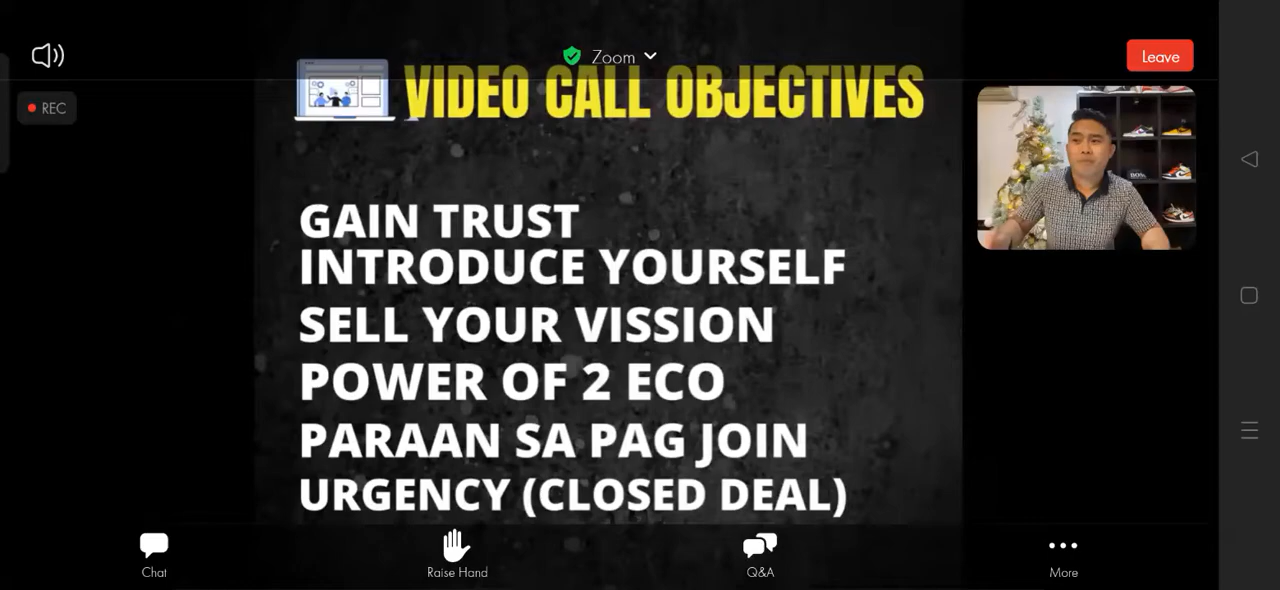 Zoom
Leave
REC
VIDEO CALL OBJECTIVES
GAIN TRUST
INTRODUCE YOURSELF
SELL YOUR VISSION
POWER OF 2 ECO
PARAAN SA PAG JOIN
URGENCY (CLOSED DEAL)
Chat
Raise Hand
Q&A
More